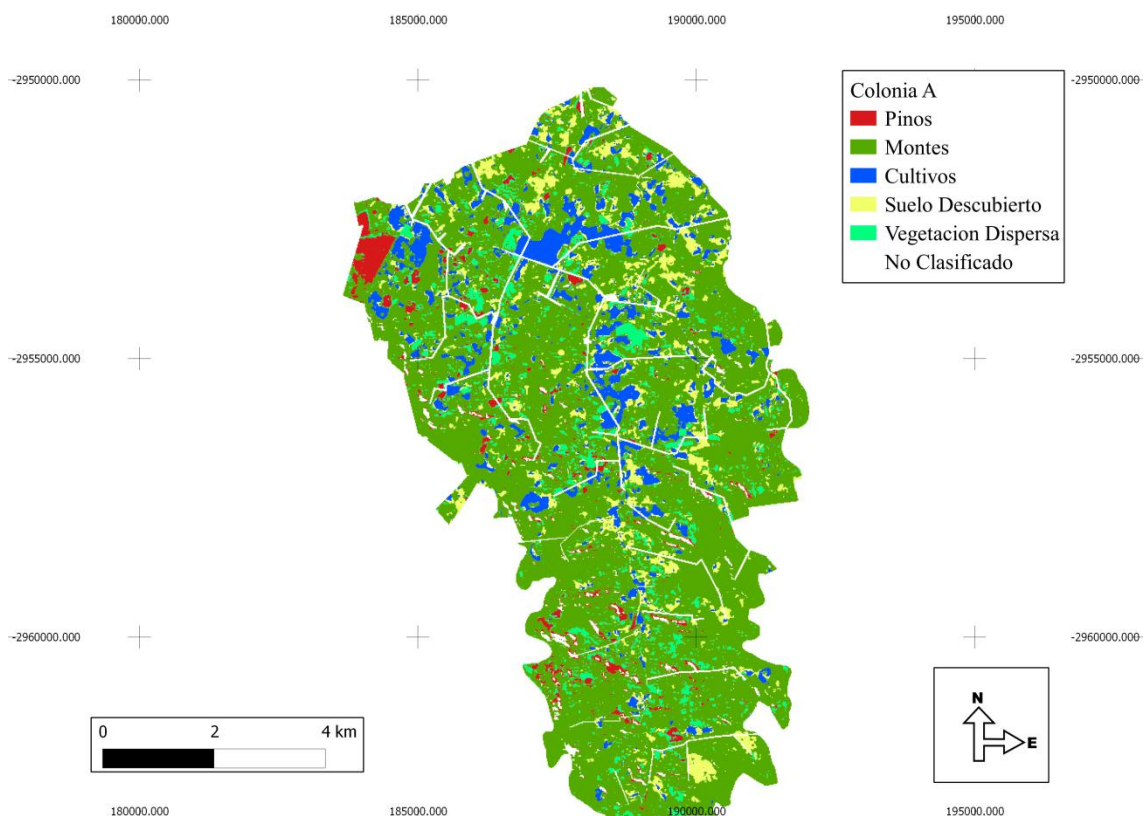 180000.000 185000.000 190000.000 195000.000
-2950000.000 -2950000.000
Colonia A
Pinos
Montes
Cultivos
Suelo Descubierto
Vegetacion Dispersa
No Clasificado
-2955000.000 -2955000.000
-2960000.000 -2960000.000
N
E
0 2 4 km
180000.000 185000.000 190000.000 195000.000